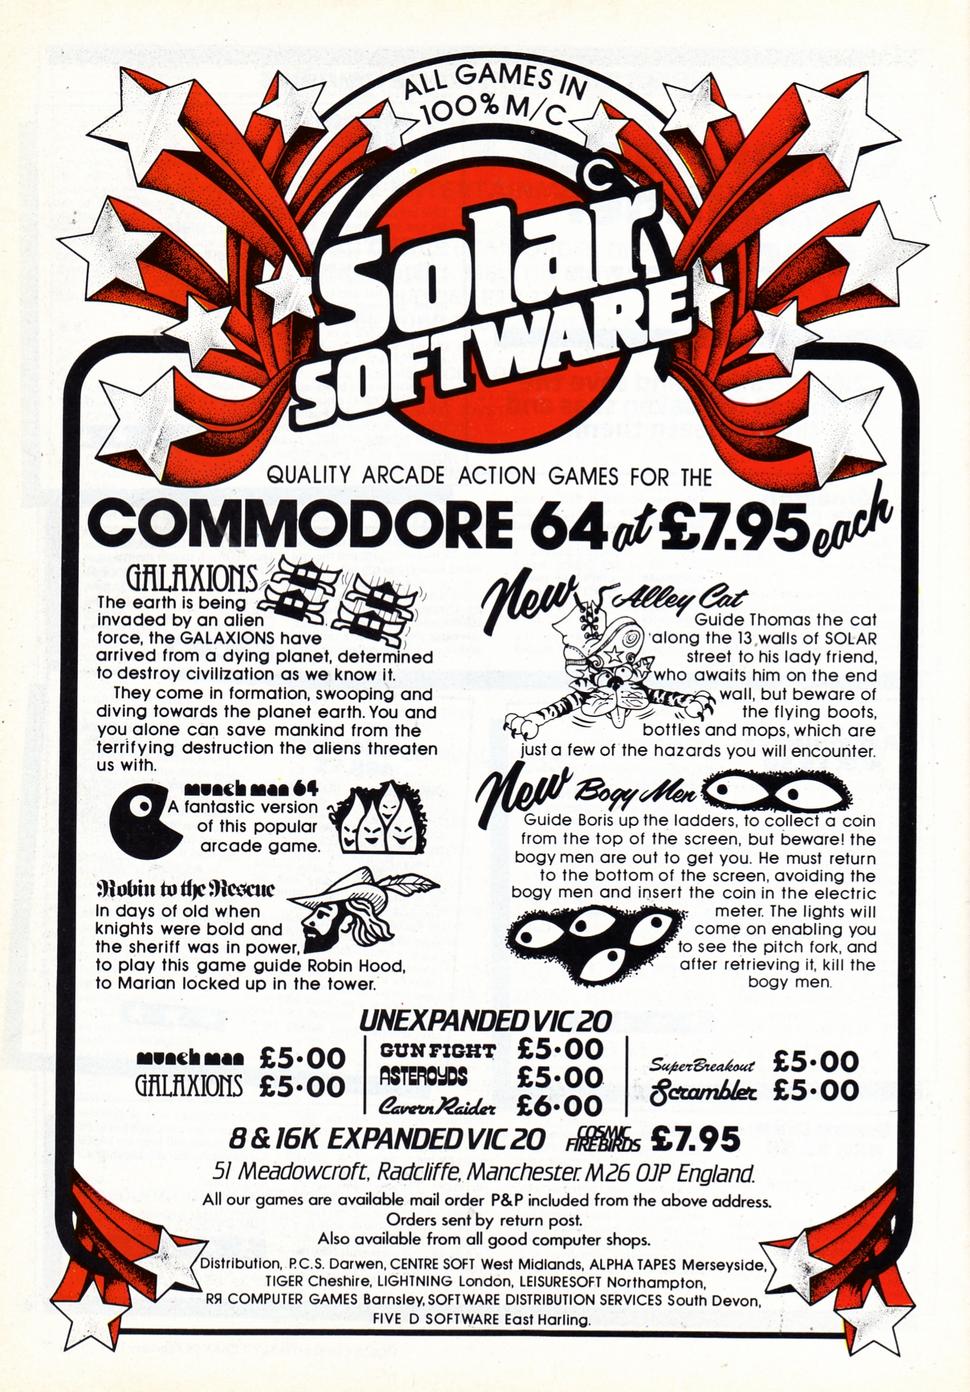 ALL GAMES IN
100% M/C
Solar
SOFTWARE
QUALITY ARCADE ACTION GAMES FOR THE
COMMODORE 64 at £7.95 each
GALAXIONS
The earth is being
invaded by an alien
force, the GALAXIONS have
arrived from a dying planet, determined
to destroy civilization as we know it.
They come in formation, swooping and
diving towards the planet earth. You and
you alone can save mankind from the
terrifying destruction the aliens threaten
us with.
munch man 64
A fantastic version
of this popular
arcade game.
Robin to the Rescue
In days of old when
knights were bold and
the sheriff was in power,
to play this game guide Robin Hood,
to Marian locked up in the tower.
New Alley Cat
Guide Thomas the cat
along the 13 walls of SOLAR
street to his lady friend,
who awaits him on the end
wall, but beware of
the flying boots,
bottles and mops, which are
just a few of the hazards you will encounter.
New Bogy Men
Guide Boris up the ladders, to collect a coin
from the top of the screen, but beware! the
bogy men are out to get you. He must return
to the bottom of the screen, avoiding the
bogy men and insert the coin in the electric
meter. The lights will
come on enabling you
to see the pitch fork, and
after retrieving it, kill the
bogy men.
UNEXPANDED VIC 20
munch man £5·00
GALAXIONS £5·00
GUN FIGHT £5·00
ASTEROYDS £5·00
Cavern Raider £6·00
Super Breakout £5·00
Scrambler £5·00
8 & 16K EXPANDED VIC 20 COSMIC FIREBIRDS £7.95
51 Meadowcroft, Radcliffe, Manchester. M26 0JP England.
All our games are available mail order P&P included from the above address.
Orders sent by return post.
Also available from all good computer shops.
Distribution, P.C.S. Darwen, CENTRE SOFT West Midlands, ALPHA TAPES Merseyside,
TIGER Cheshire, LIGHTNING London, LEISURESOFT Northampton,
RЯ COMPUTER GAMES Barnsley, SOFTWARE DISTRIBUTION SERVICES South Devon,
FIVE D SOFTWARE East Harling.